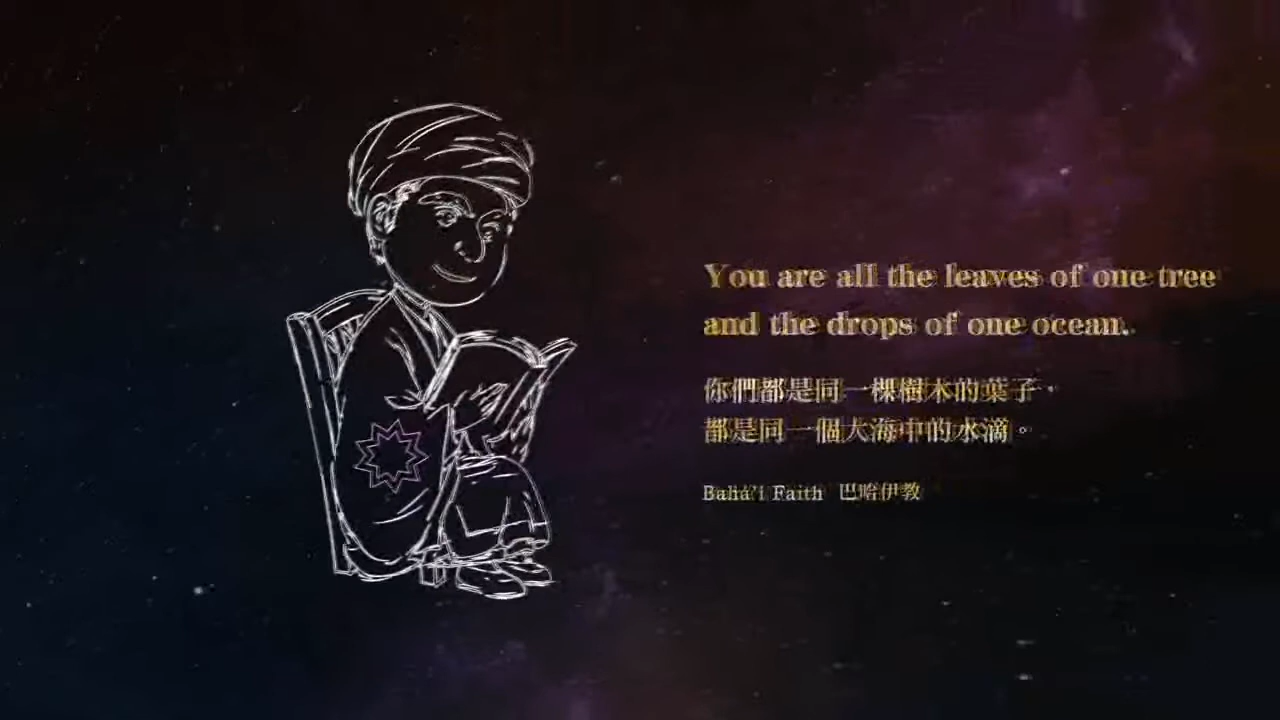 You are all the leaves of one tree
and the drops of one ocean.
你們都是同一棵樹木的葉子。
都是同一個大海中的水滴。
Bahá'í Faith 巴哈伊教